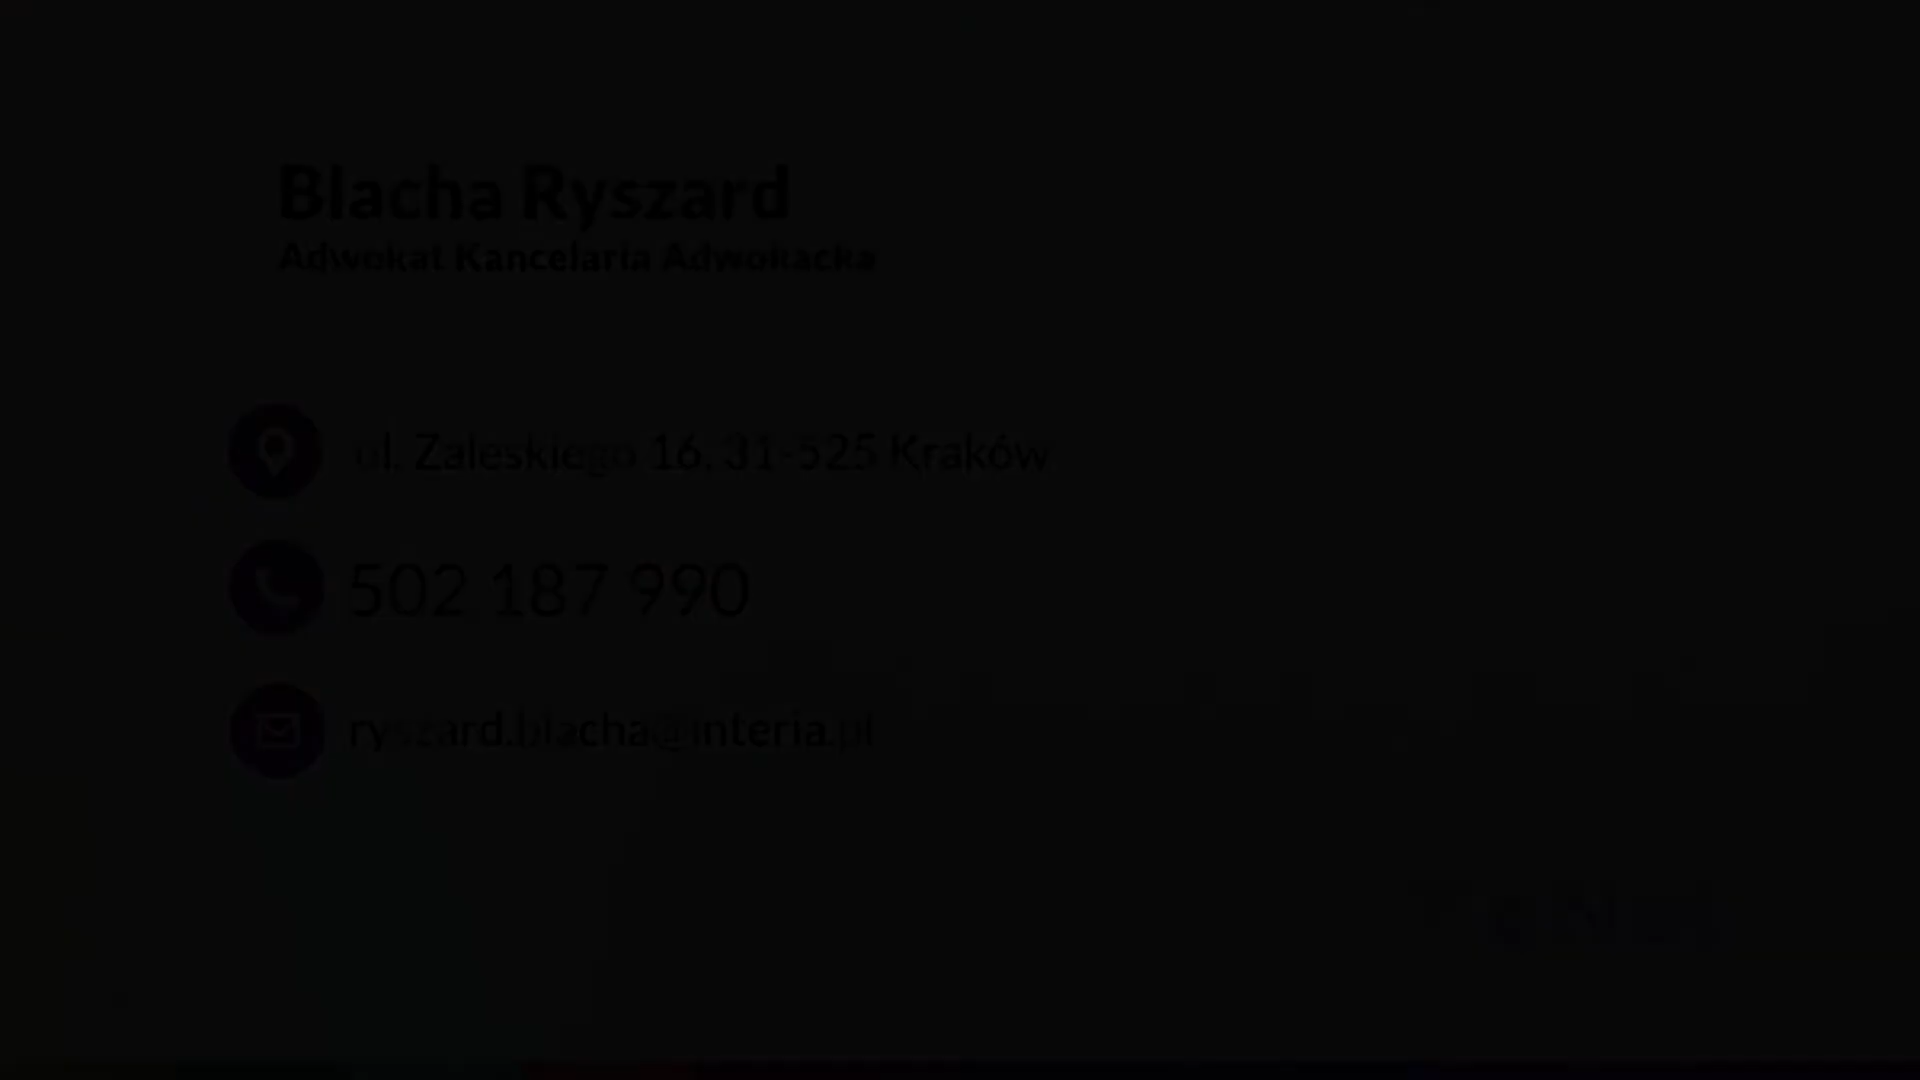 Blacha Ryszard
Adwokat Kancelaria Adwokacka
ul. Zaleskiego 16, 31-525 Kraków
502 187 990
ryszard.blacha@interia.pl